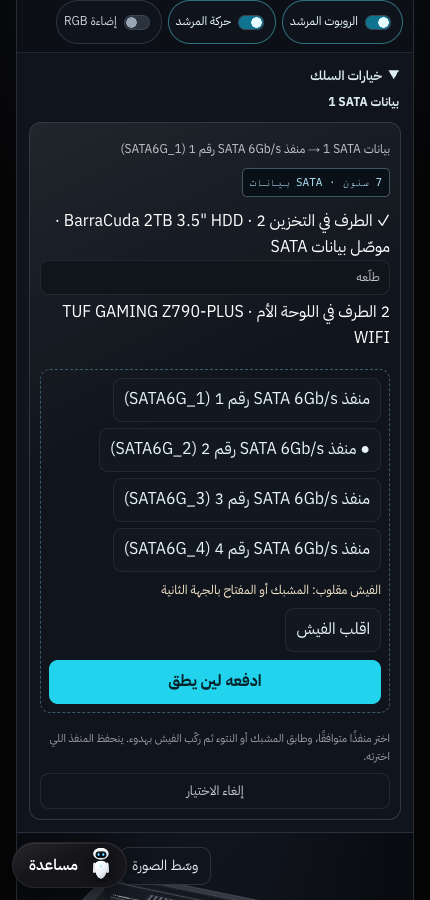 الروبوت المرشد
حركة المرشد
إضاءة RGB
▼ خيارات السلك
بيانات SATA 1
بيانات SATA 1 → منفذ SATA 6Gb/s رقم 1 (SATA6G_1)
7 سنون · SATA بيانات
✓ الطرف في التخزين 2 · BarraCuda 2TB 3.5" HDD ·
موصّل بيانات SATA
طلّعه
2 الطرف في اللوحة الأم · TUF GAMING Z790-PLUS
WIFI
منفذ SATA 6Gb/s رقم 1 (SATA6G_1)
● منفذ SATA 6Gb/s رقم 2 (SATA6G_2)
منفذ SATA 6Gb/s رقم 3 (SATA6G_3)
منفذ SATA 6Gb/s رقم 4 (SATA6G_4)
الفيش مقلوب: المشبك أو المفتاح بالجهة الثانية
اقلب الفيش
ادفعه لين يطق
اختر منفذًا متوافقًا، وطابق المشبك أو النتوء ثم ركّب الفيش بهدوء. ينحفظ المنفذ اللي
اخترته.
إلغاء الاختيار
وسّط الصورة
مساعدة